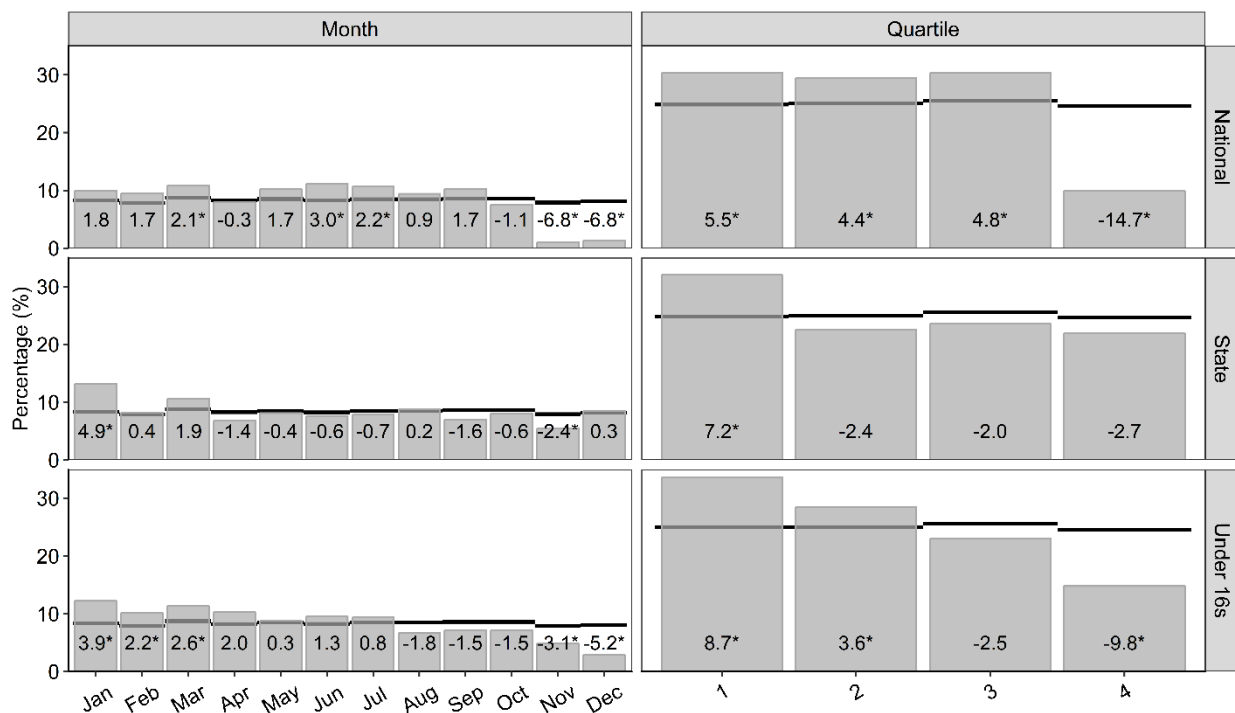 Month Quartile
30
20
10
0
1.8 1.7 2.1* -0.3 1.7 3.0* 2.2* 0.9 1.7 -1.1 -6.8* -6.8*
5.5* 4.4* 4.8* -14.7*
National
Percentage (%)
30
20
10
0
4.9* 0.4 1.9 -1.4 -0.4 -0.6 -0.7 0.2 -1.6 -0.6 -2.4* 0.3
7.2* -2.4 -2.0 -2.7
State
30
20
10
0
3.9* 2.2* 2.6* 2.0 0.3 1.3 0.8 -1.8 -1.5 -1.5 -3.1* -5.2*
8.7* 3.6* -2.5 -9.8*
Under 16s
Jan Feb Mar Apr May Jun Jul Aug Sep Oct Nov Dec
1 2 3 4